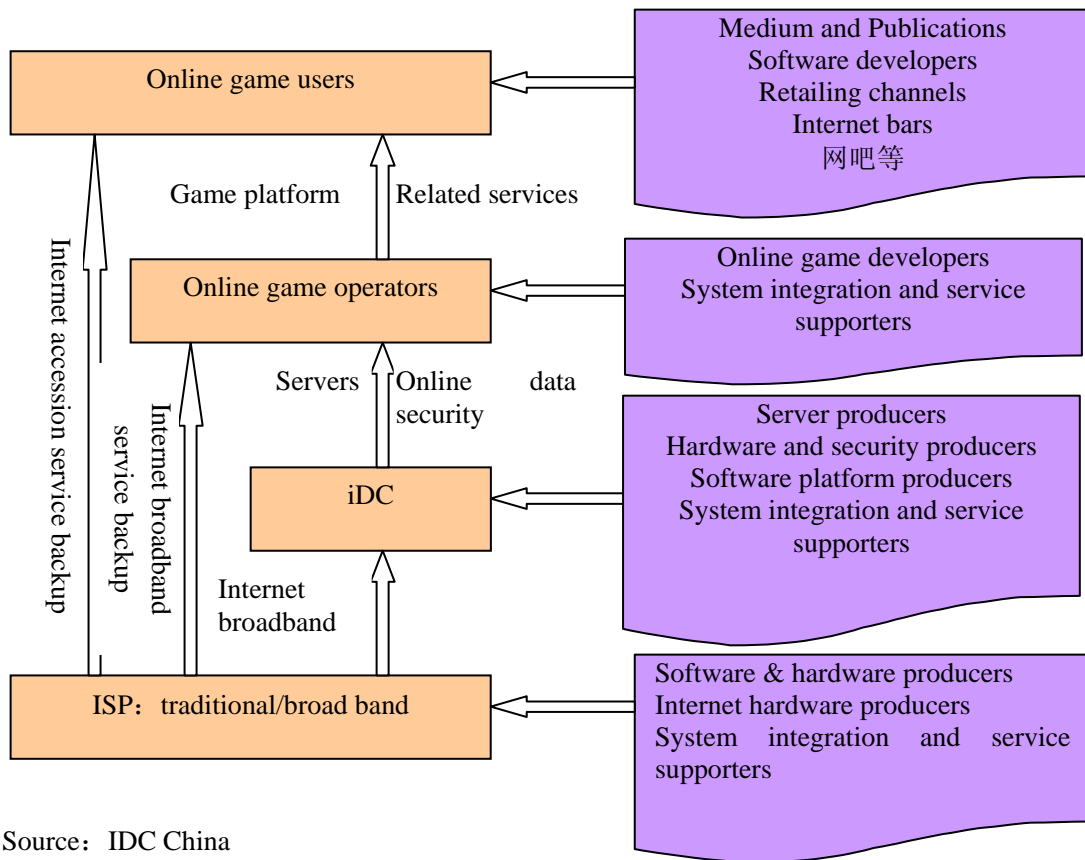 Medium and Publications
Software developers
Retailing channels
Internet bars
网吧等
Online game users
Game platform
Related services
Online game developers
System integration and service
supporters
Online game operators
Servers
Online data
security
Server producers
Hardware and security producers
Software platform producers
System integration and service
supporters
iDC
Internet accession service backup
Internet broadband
service backup
Internet
broadband
Software & hardware producers
Internet hardware producers
System integration and service
supporters
ISP：traditional/broad band
Source：IDC China